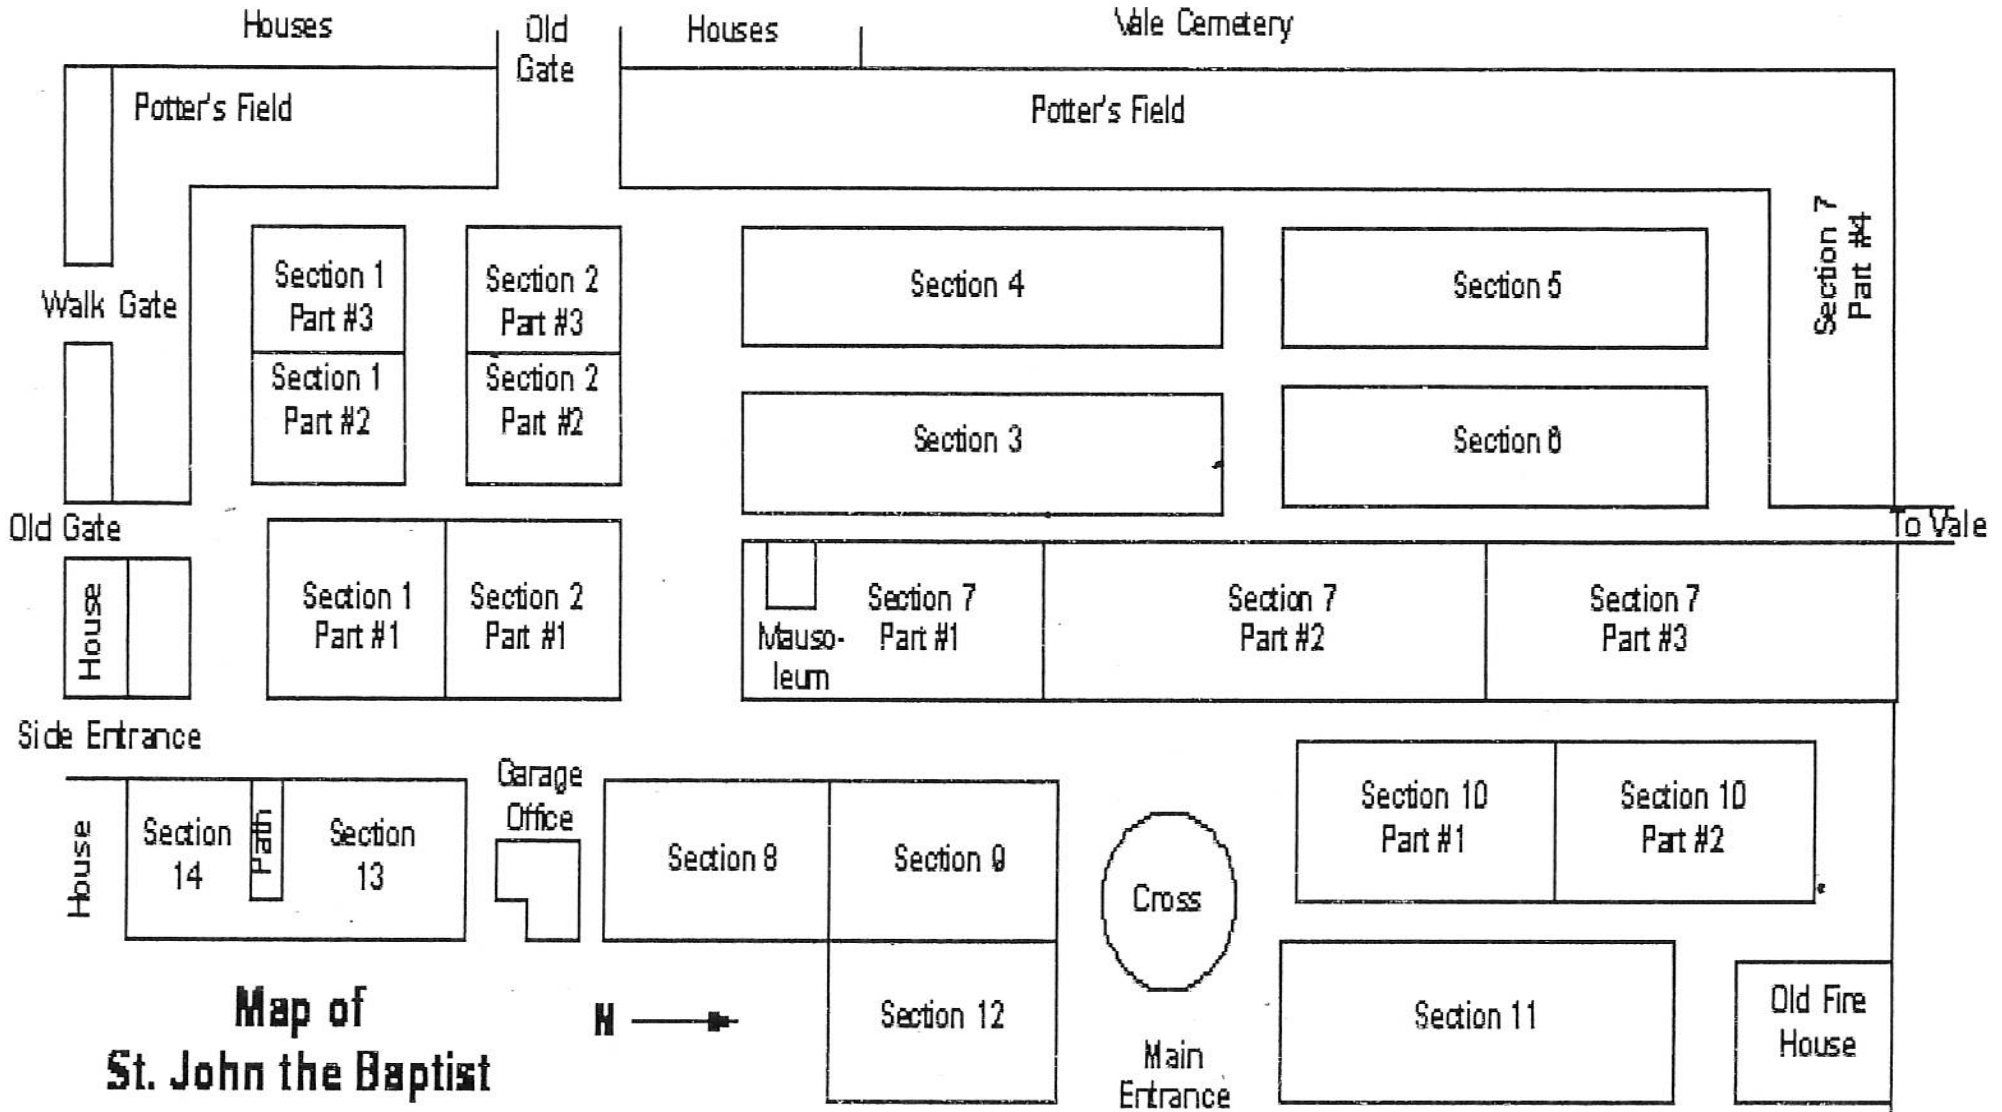 Houses
Old
Gate
Houses
Vale Cemetery
Potter's Field
Potter's Field
Section 7
Part #4
Walk Gate
Section 1
Part #3
Section 2
Part #3
Section 4
Section 5
Section 1
Part #2
Section 2
Part #2
Section 3
Section 6
Old Gate
To Vale
House
Section 1
Part #1
Section 2
Part #1
Mauso-
leum
Section 7
Part #1
Section 7
Part #2
Section 7
Part #3
Side Entrance
House
Section
14
Path
Section
13
Garage
Office
Section 8
Section 9
Cross
Section 10
Part #1
Section 10
Part #2
Map of
St. John the Baptist
N
Section 12
Main
Entrance
Section 11
Old Fire
House